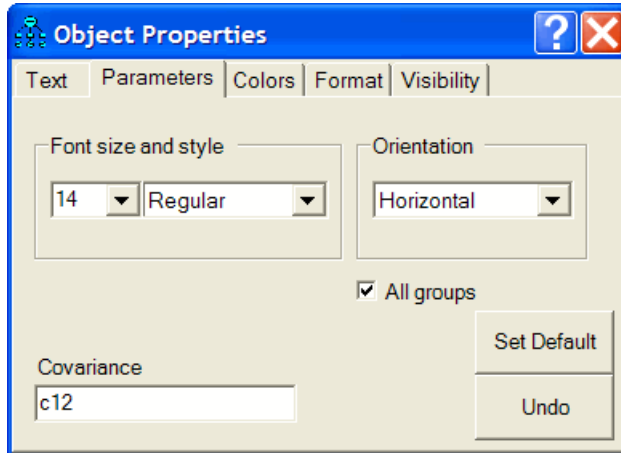 Object Properties
Text Parameters Colors Format Visibility
Font size and style
Orientation
14 Regular
Horizontal
All groups
Set Default
Covariance
c12
Undo